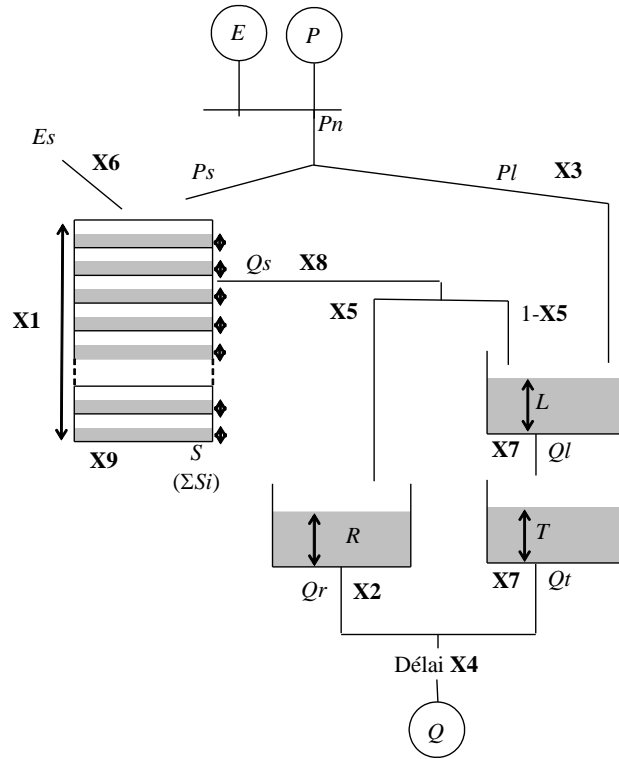 E P
Pn
Es X6 Ps Pl X3
Qs X8
X1 X5 1-X5
L
X9 S X7 Ql
(ΣSi)
R T
Qr X2 X7 Qt
Délai X4
Q